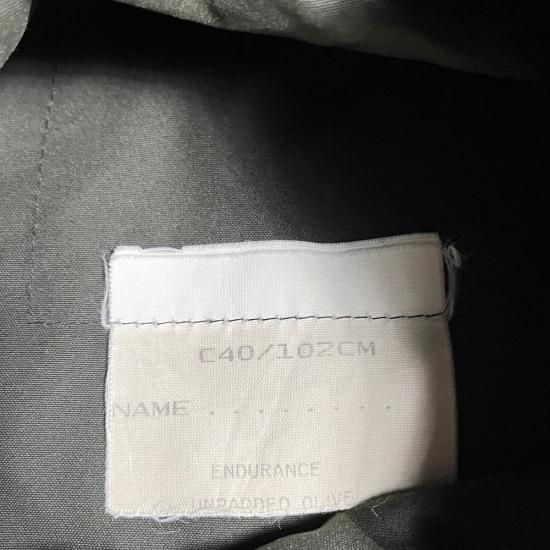 C40/102CM
NAME ........
ENDURANCE
UNPADDED OLIVE